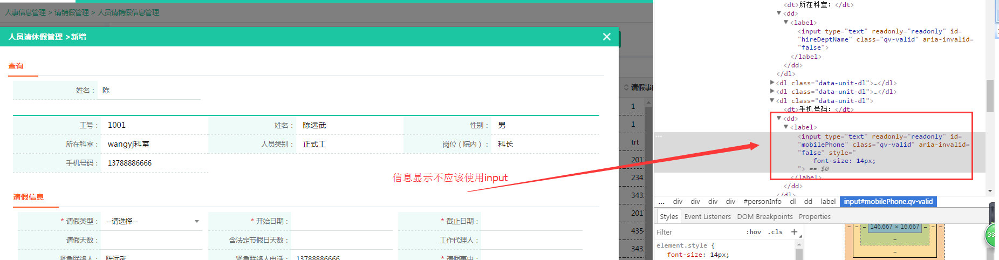 人事信息管理 > 请销假管理 > 人员请销假信息管理
人员请休假管理 >新增
查询
姓名： 陈
工号： 1001 姓名： 陈远武 性别： 男
所在科室： wangyj科室 人员类别： 正式工 岗位（院内）： 科长
手机号码： 13788886666
信息显示不应该使用input
请假信息
* 请假类型： --请选择-- * 开始日期： * 截止日期：
请假天数： 含法定节假日天数： 工作代理人：
紧急联络人： 陈远武 紧急联络人电话： 13788886666 * 请假事由：
请假事
1
1
trt
201
234
343.
201
435
343.
<dt>所在科室: </dt>
▼<dd>
▼<label>
<input type="text" readonly="readonly" id=
"hireDeptName" class="qv-valid" aria-invalid=
"false">
</label>
</dd>
</dl>
▶<dl class="data-unit-dl">…</dl>
▶<dl class="data-unit-dl">…</dl>
▼<dl class="data-unit-dl">
<dt>手机号码: </dt>
▼<dd>
▼<label>
<input type="text" readonly="readonly" id=
"mobilePhone" class="qv-valid" aria-invalid=
"false" style="
font-size: 14px;
"> == $0
</label>
</dd>
</dl>
... div div div div #personInfo dl dd label input#mobilePhone.qv-valid
Styles Event Listeners DOM Breakpoints Properties
Filter :hov .cls +
element.style {
font-size: 14px;
146.667 × 16.667
33